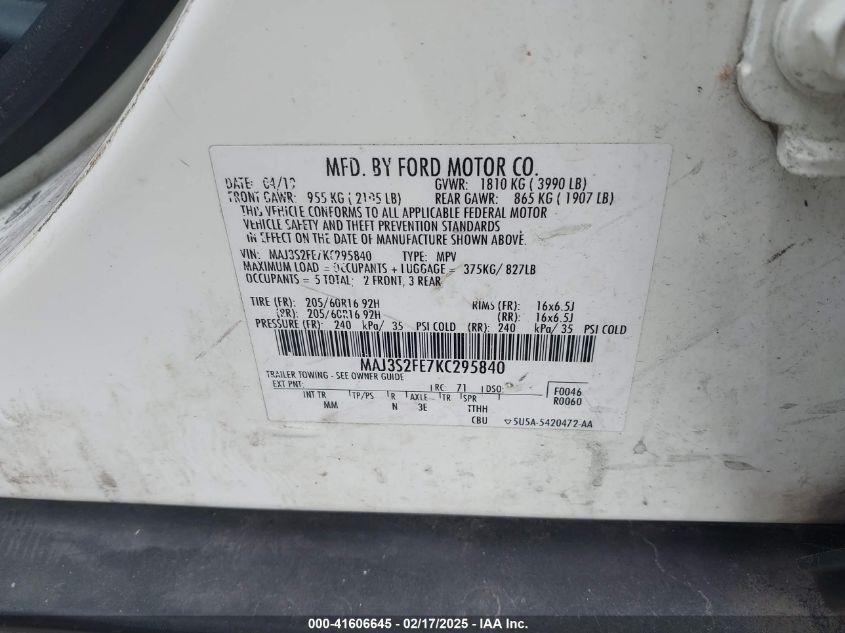 MFD. BY FORD MOTOR CO.
DATE: 04/19 GVWR: 1810 KG ( 3990 LB)
FRONT GAWR: 955 KG ( 2105 LB) REAR GAWR: 865 KG ( 1907 LB)
THIS VEHICLE CONFORMS TO ALL APPLICABLE FEDERAL MOTOR
VEHICLE SAFETY AND THEFT PREVENTION STANDARDS
IN EFFECT ON THE DATE OF MANUFACTURE SHOWN ABOVE.
VIN: MAJ3S2FE7KC295840 TYPE: MPV
MAXIMUM LOAD = OCCUPANTS + LUGGAGE = 375KG/ 827LB
OCCUPANTS = 5 TOTAL; 2 FRONT, 3 REAR
TIRE (FR): 205/60R16 92H RIMS (FR): 16x6.5J
(RR): 205/60R16 92H (RR): 16x6.5J
PRESSURE (FR): 240 kPa/ 35 PSI COLD (RR): 240 kPa/ 35 PSI COLD
MAJ3S2FE7KC295840
TRAILER TOWING - SEE OWNER GUIDE
EXT PNT: RC: 71 DSO: F0046
INT TR TP/PS R AXLE TR SPR R0060
MM N 3E TTHH
CBU 5U5A-5420472-AA
000-41606645 - 02/17/2025 - © IAA Holdings, LLC.